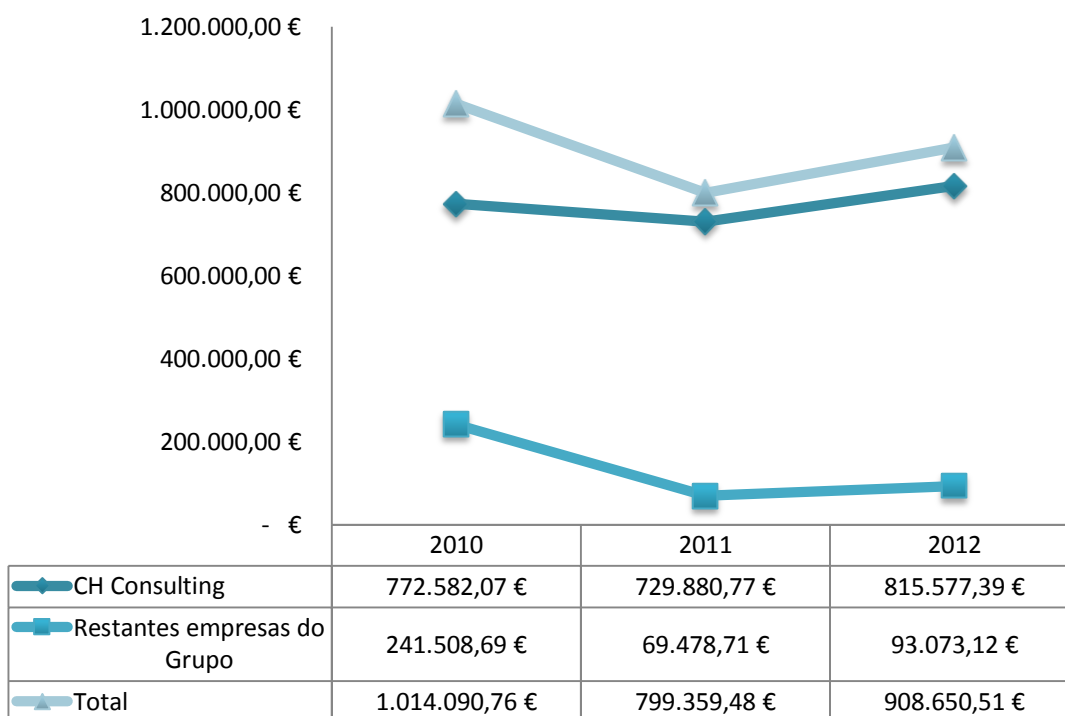 1.200.000,00 €
1.000.000,00 €
800.000,00 €
600.000,00 €
400.000,00 €
200.000,00 €
- €
2010 2011 2012
CH Consulting 772.582,07 € 729.880,77 € 815.577,39 €
Restantes empresas do
Grupo 241.508,69 € 69.478,71 € 93.073,12 €
Total 1.014.090,76 € 799.359,48 € 908.650,51 €